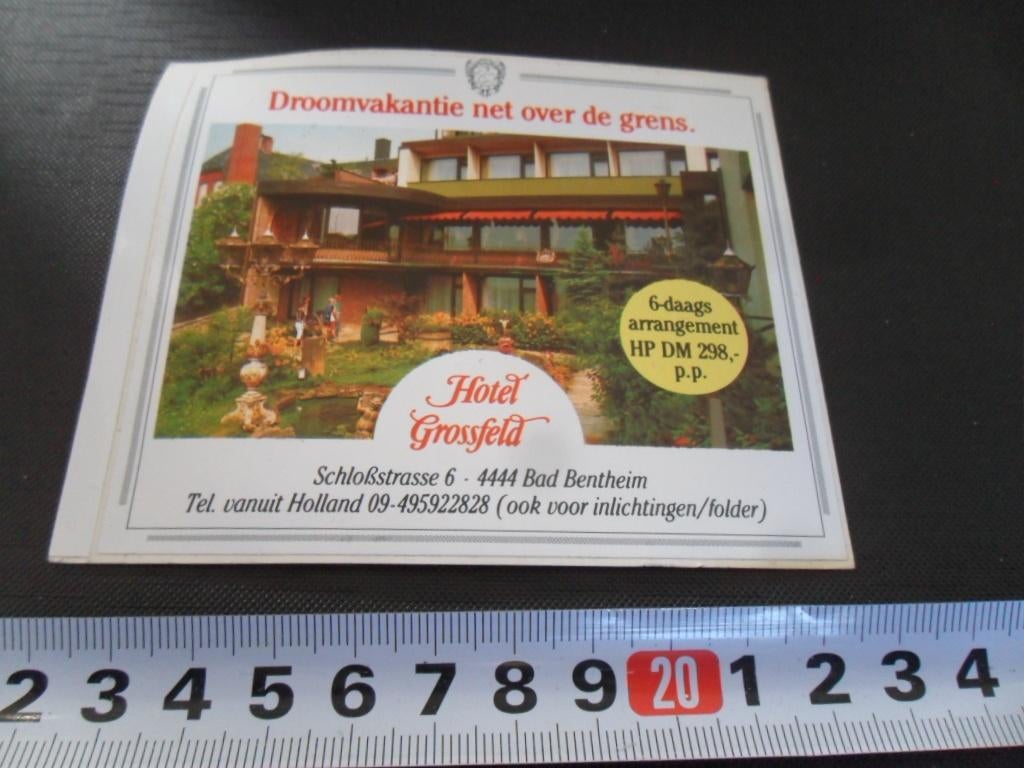 Droomvakantie net over de grens.
6-daags
arrangement
HP DM 298,-
p.p.
Hotel
Grossfeld
Schloßstrasse 6 - 4444 Bad Bentheim
Tel. vanuit Holland 09-495922828 (ook voor inlichtingen/folder)
2 3 4 5 6 7 8 9 20 1 2 3 4